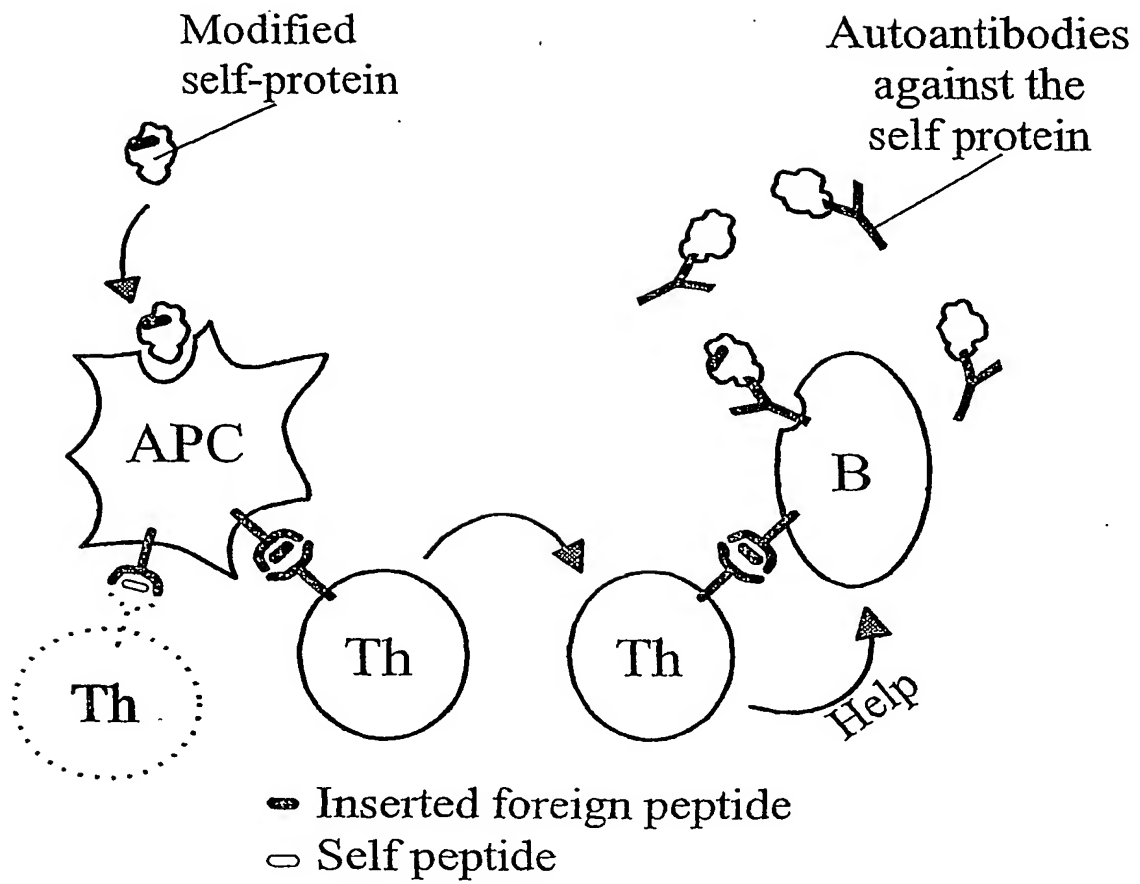 Modified
self-protein
Autoantibodies
against the
self protein
APC
B
Th
Th
Th
Help
Inserted foreign peptide
Self peptide